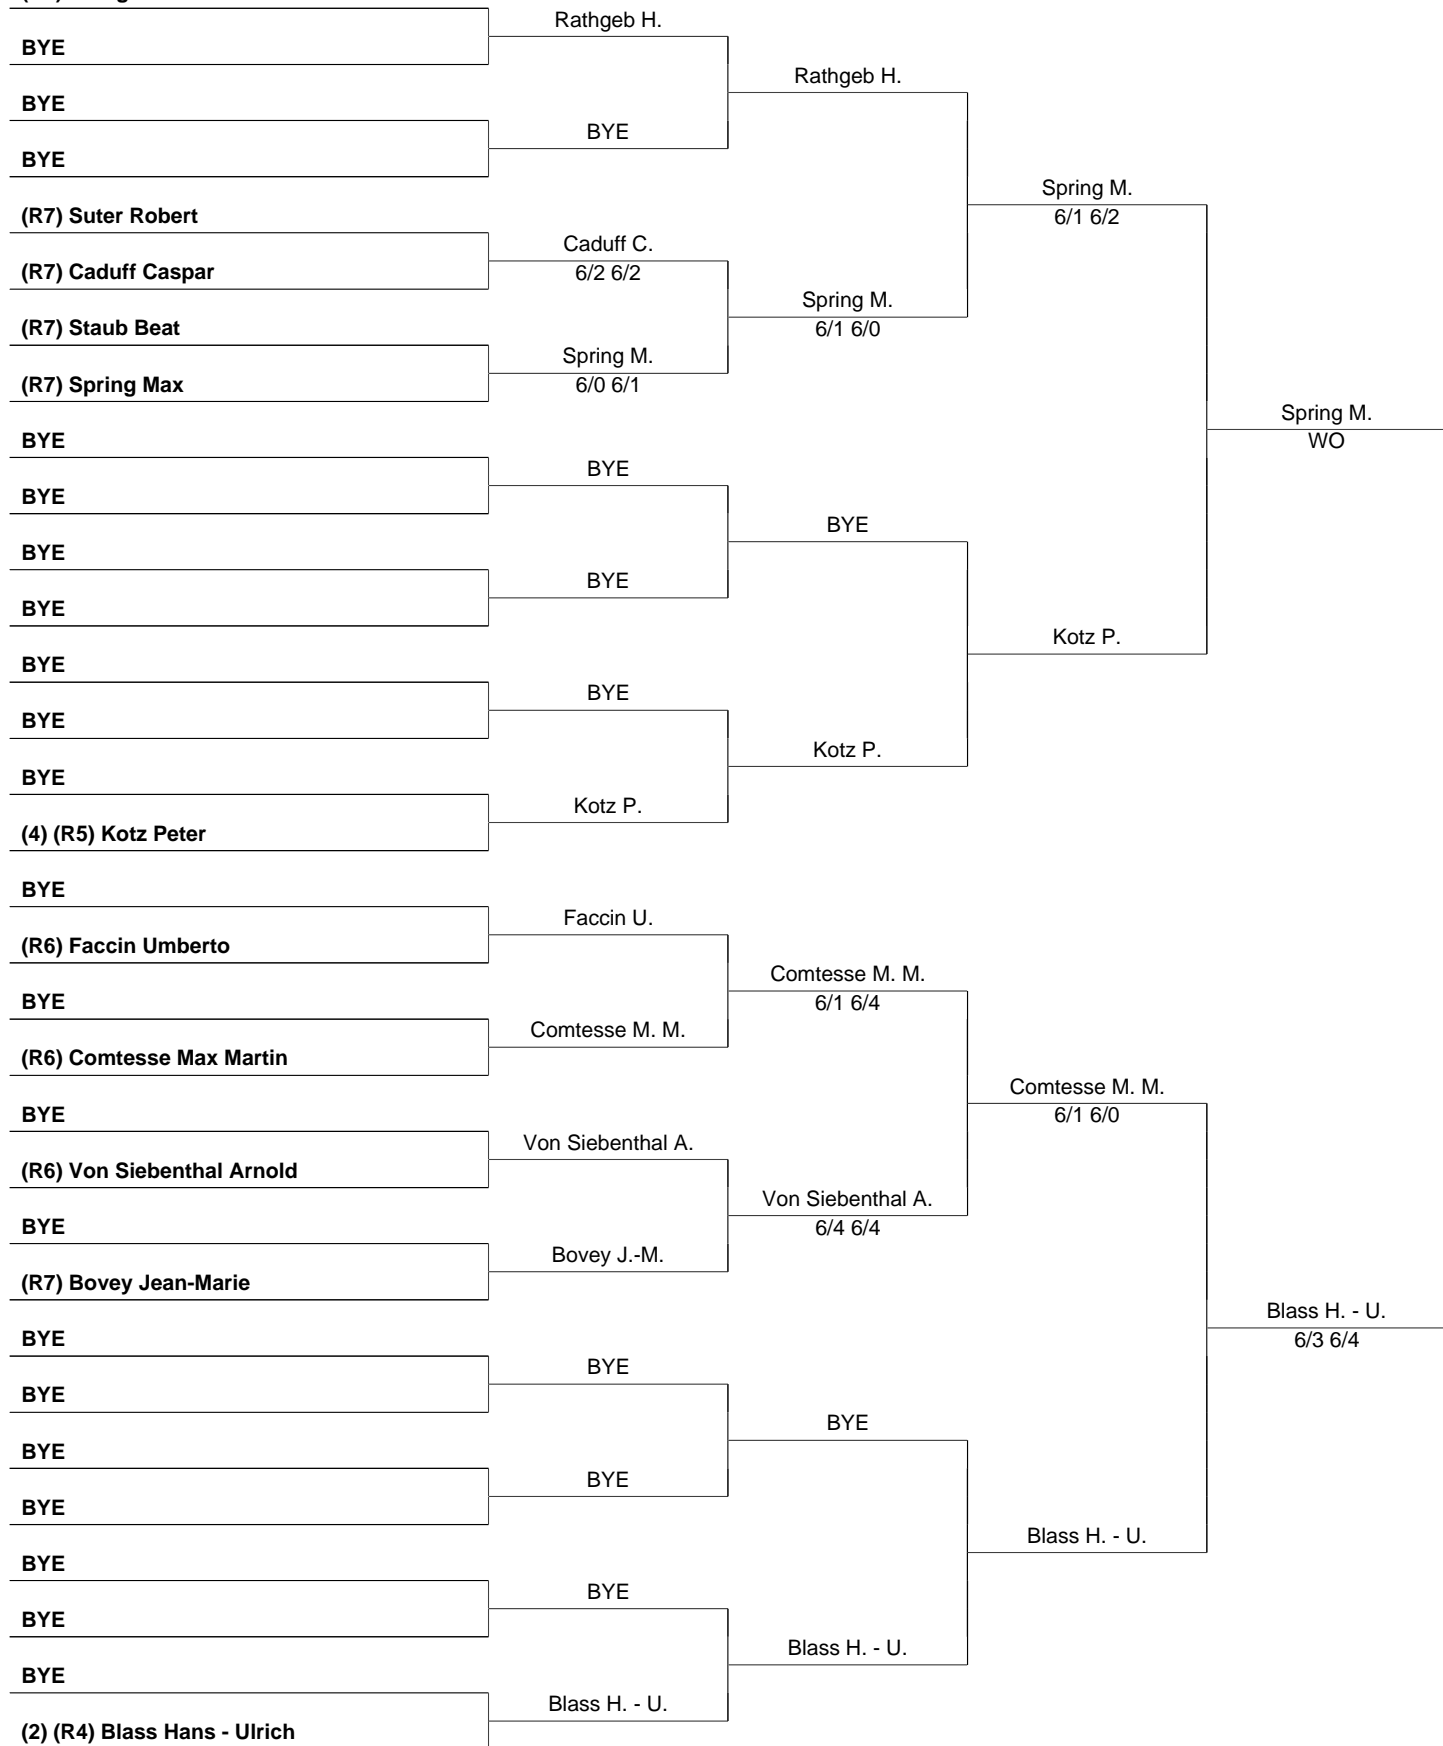 Rathgeb H.
BYE
Rathgeb H.
BYE
BYE
BYE
Spring M.
(R7) Suter Robert
6/1 6/2
Caduff C.
(R7) Caduff Caspar
6/2 6/2
Spring M.
(R7) Staub Beat
6/1 6/0
Spring M.
(R7) Spring Max
6/0 6/1
Spring M.
BYE
WO
BYE
BYE
BYE
BYE
BYE
BYE
Kotz P.
BYE
BYE
BYE
Kotz P.
BYE
Kotz P.
(4) (R5) Kotz Peter
BYE
Faccin U.
(R6) Faccin Umberto
Comtesse M. M.
BYE
6/1 6/4
Comtesse M. M.
(R6) Comtesse Max Martin
Comtesse M. M.
BYE
6/1 6/0
Von Siebenthal A.
(R6) Von Siebenthal Arnold
Von Siebenthal A.
BYE
6/4 6/4
Bovey J.-M.
(R7) Bovey Jean-Marie
Blass H. - U.
BYE
6/3 6/4
BYE
BYE
BYE
BYE
BYE
BYE
Blass H. - U.
BYE
BYE
BYE
Blass H. - U.
BYE
Blass H. - U.
(2) (R4) Blass Hans - Ulrich